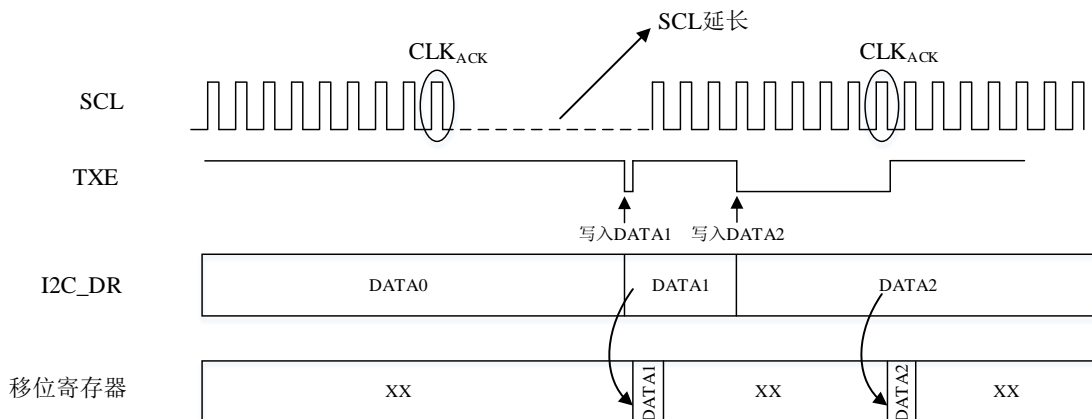 SCL延长
CLKACK
CLKACK
SCL
TXE
写入DATA1
写入DATA2
I2C_DR
DATA0
DATA1
DATA2
移位寄存器
XX
DATA1
XX
DATA2
XX